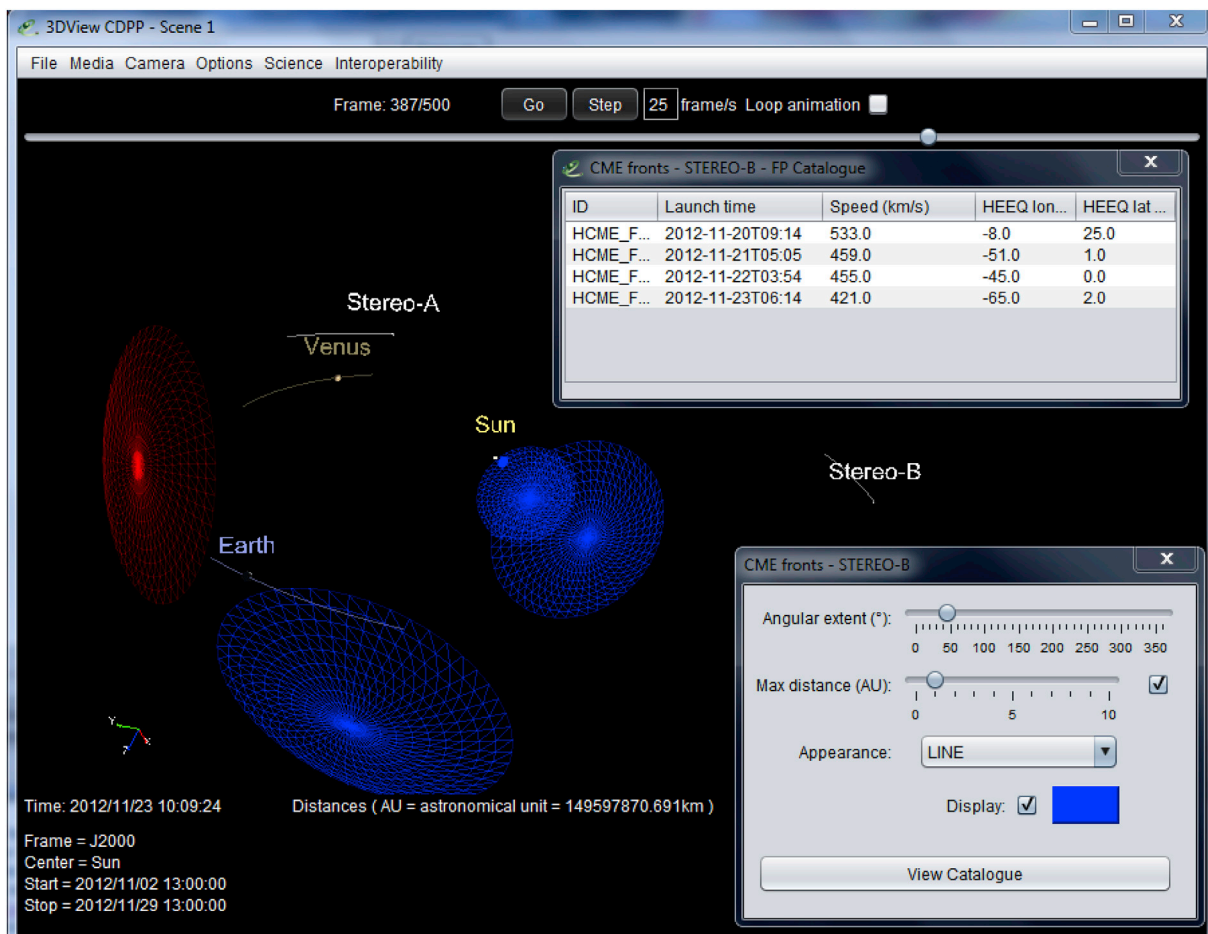 3DView CDPP - Scene 1
File Media Camera Options Science Interoperability
Frame: 387/500 Go Step 25 frame/s Loop animation
CME fronts - STEREO-B - FP Catalogue
ID Launch time Speed (km/s) HEEQ lon... HEEQ lat ...
HCME_F... 2012-11-20T09:14 533.0 -8.0 25.0
HCME_F... 2012-11-21T05:05 459.0 -51.0 1.0
HCME_F... 2012-11-22T03:54 455.0 -45.0 0.0
HCME_F... 2012-11-23T06:14 421.0 -65.0 2.0
Stereo-A
Venus
Sun
Stereo-B
Earth
CME fronts - STEREO-B
Angular extent (°):
0 50 100 150 200 250 300 350
Max distance (AU):
0 5 10
Appearance: LINE
Display:
View Catalogue
Y
Z X
Time: 2012/11/23 10:09:24 Distances ( AU = astronomical unit = 149597870.691km )
Frame = J2000
Center = Sun
Start = 2012/11/02 13:00:00
Stop = 2012/11/29 13:00:00